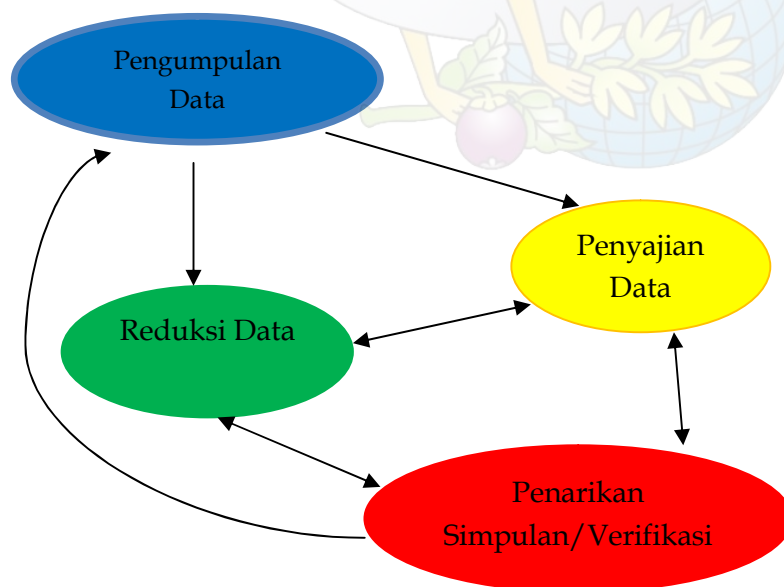 Pengumpulan
Data
Penyajian
Data
Reduksi Data
Penarikan
Simpulan/Verifikasi